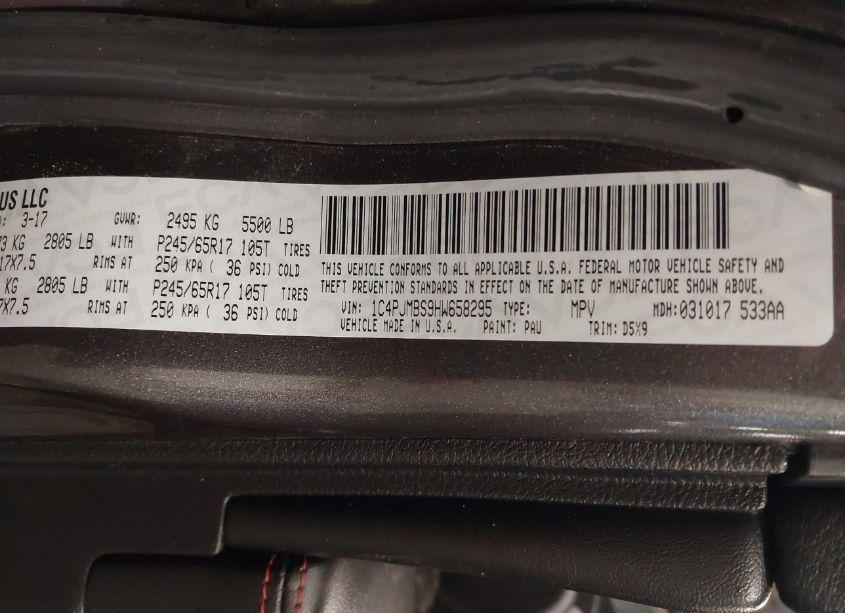 US LLC
3-17 GVWR: 2495 KG 5500 LB
KG 2805 LB WITH P245/65R17 105T TIRES
17X7.5 RIMS AT 250 KPA ( 36 PSI) COLD
KG 2805 LB WITH P245/65R17 105T TIRES
7X7.5 RIMS AT 250 KPA ( 36 PSI) COLD
THIS VEHICLE CONFORMS TO ALL APPLICABLE U.S.A. FEDERAL MOTOR VEHICLE SAFETY AND
THEFT PREVENTION STANDARDS IN EFFECT ON THE DATE OF MANUFACTURE SHOWN ABOVE.
VIN: 1C4PJMBS9HW658295 TYPE: MPV MDH:031017 533AA
VEHICLE MADE IN U.S.A. PAINT: PAU TRIM: D5X9